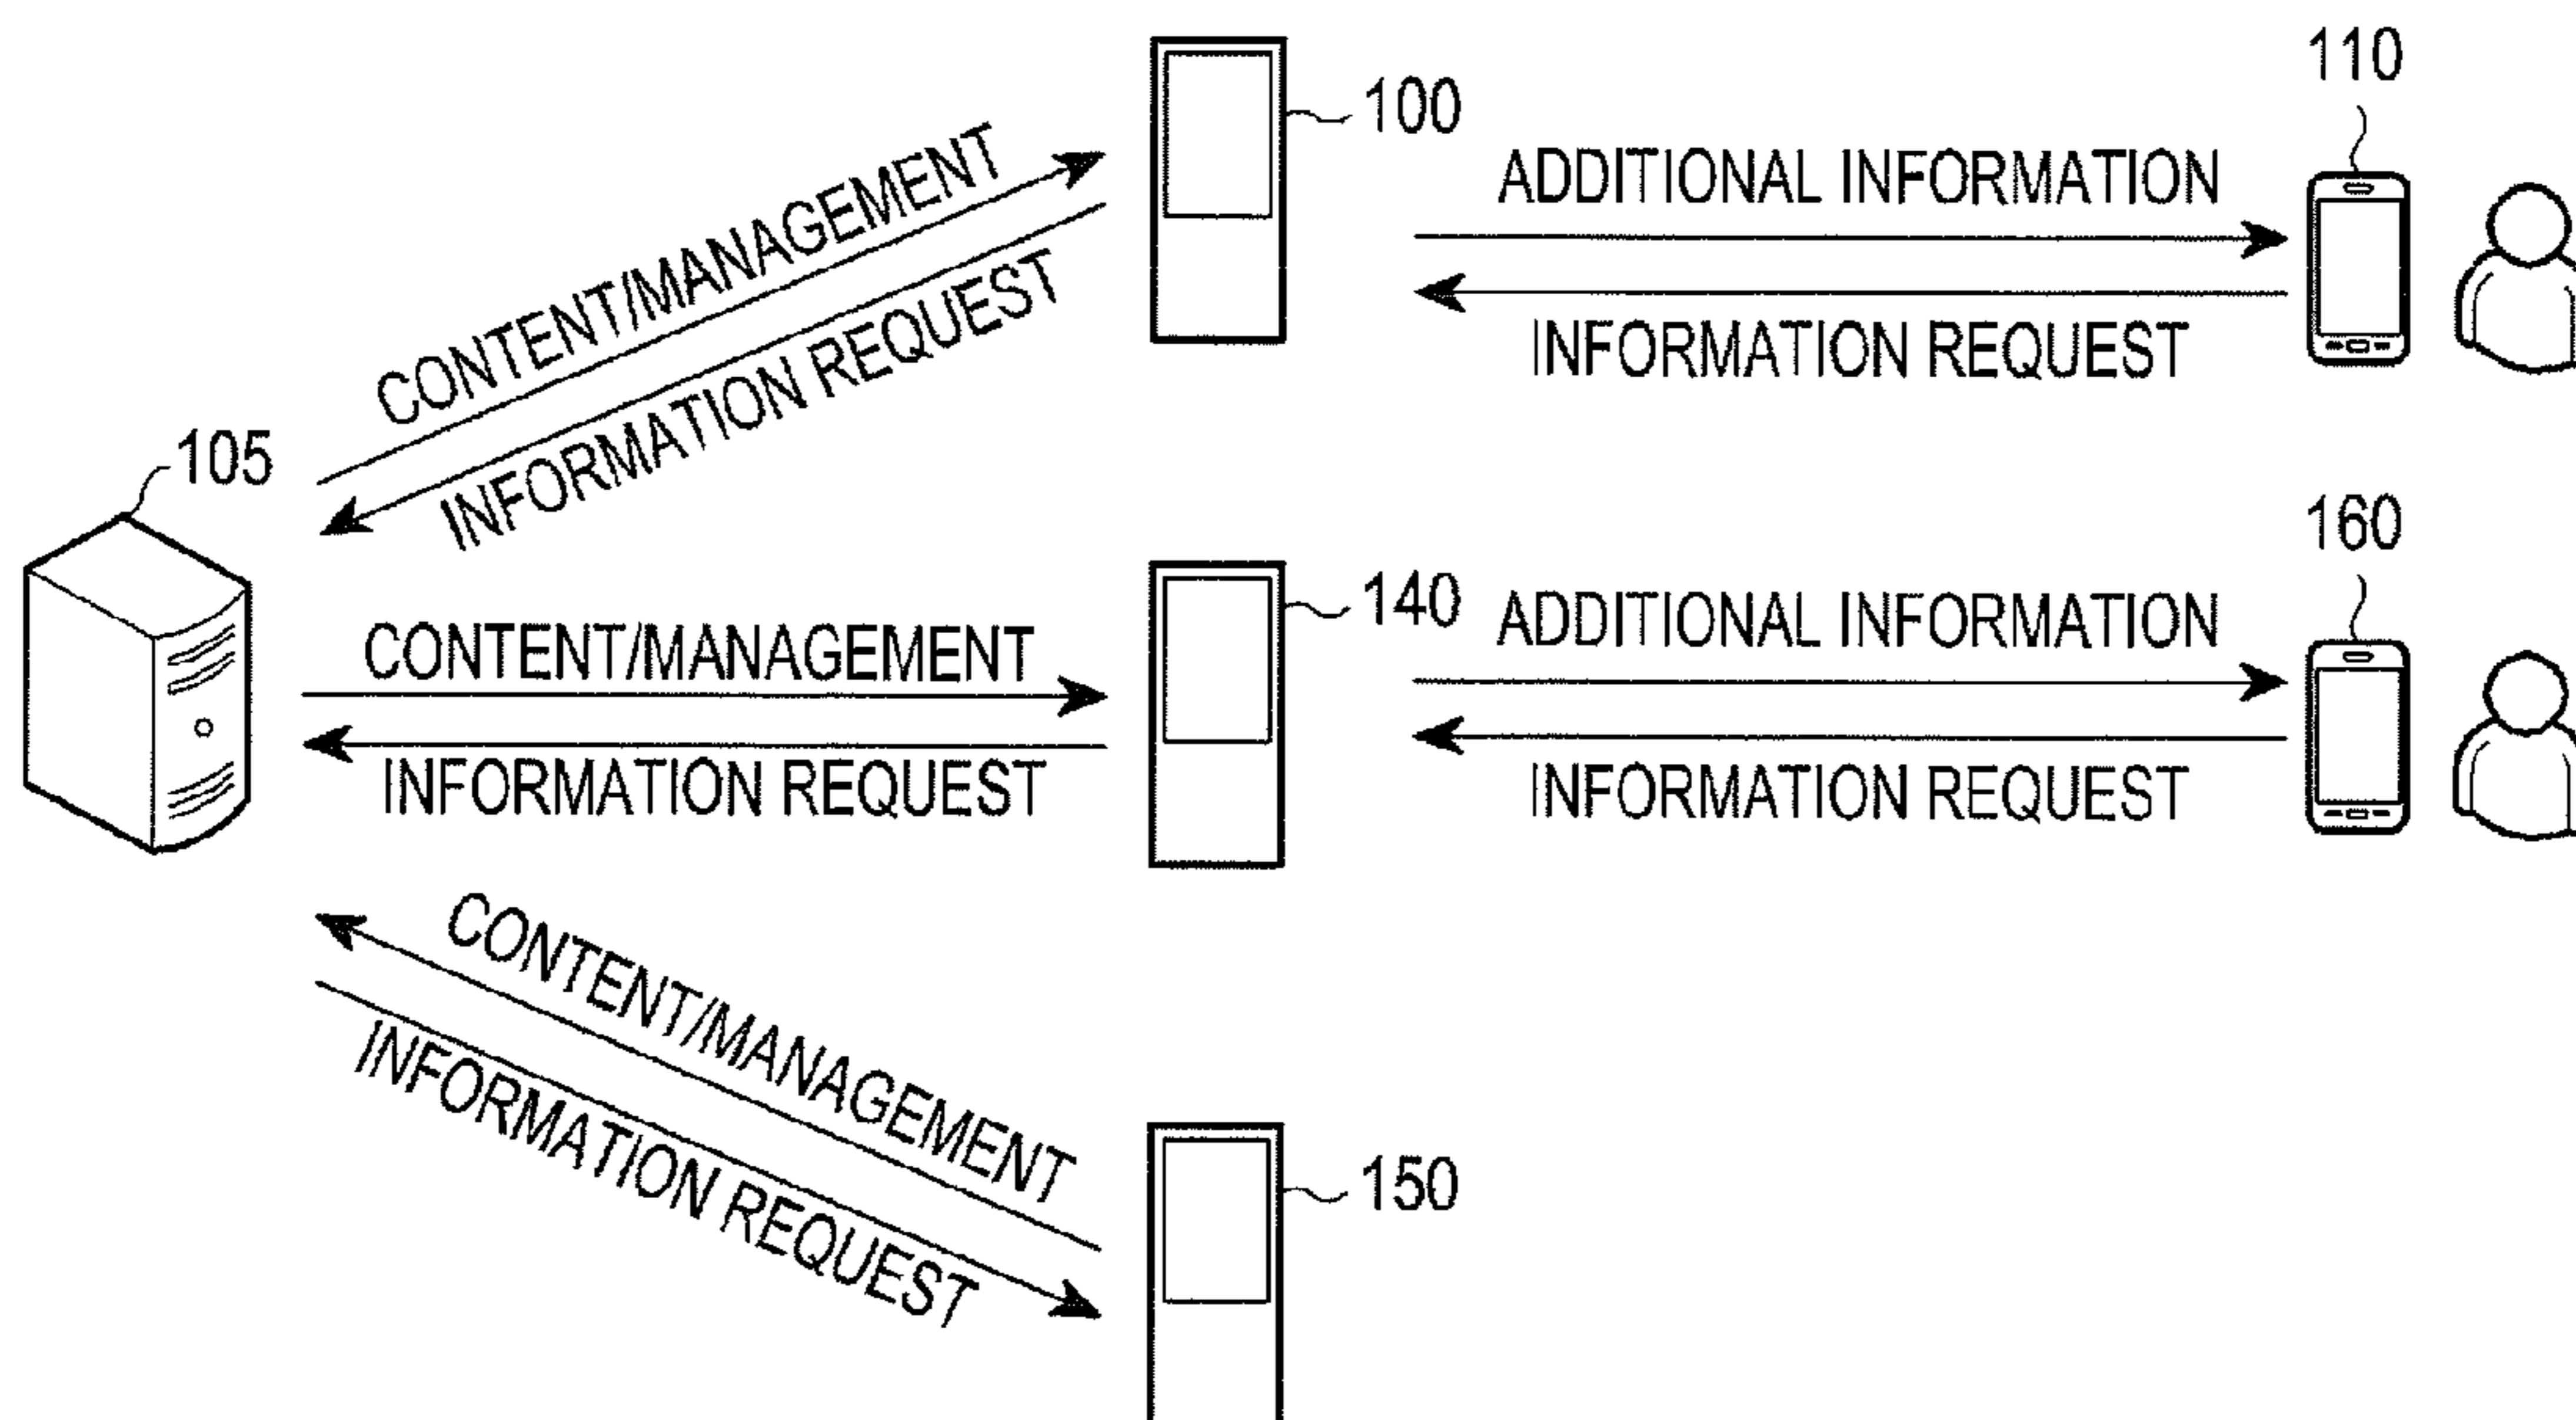 110
100
ADDITIONAL INFORMATION
CONTENT/MANAGEMENT
INFORMATION REQUEST
INFORMATION REQUEST
105
160
140
ADDITIONAL INFORMATION
CONTENT/MANAGEMENT
INFORMATION REQUEST
INFORMATION REQUEST
CONTENT/MANAGEMENT
INFORMATION REQUEST
150